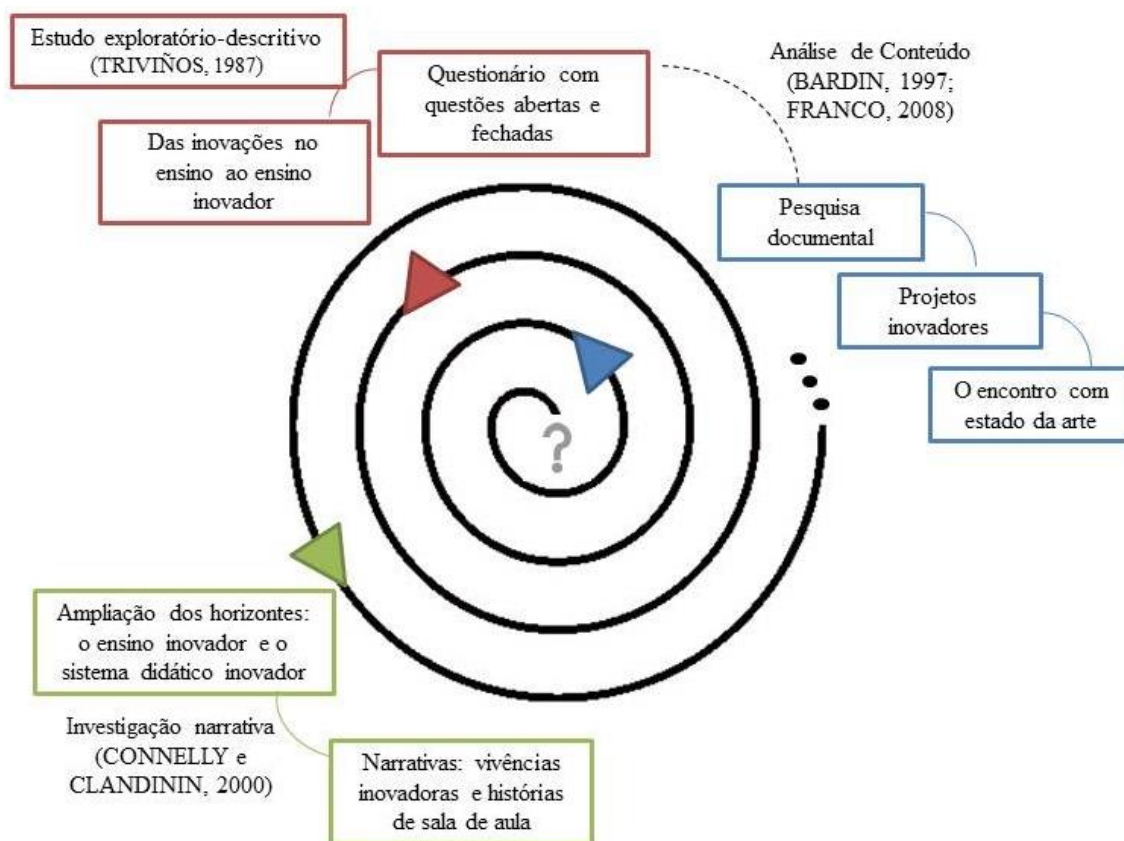 Estudo exploratório-descritivo
(TRIVIÑOS, 1987)
Questionário com
questões abertas e
fechadas
Das inovações no
ensino ao ensino
inovador
Análise de Conteúdo
(BARDIN, 1997;
FRANCO, 2008)
Pesquisa
documental
Projetos
inovadores
O encontro com
estado da arte
?
Ampliação dos horizontes:
o ensino inovador e o
sistema didático inovador
Investigação narrativa
(CONNELLY e
CLANDININ, 2000)
Narrativas: vivências
inovadoras e histórias
de sala de aula